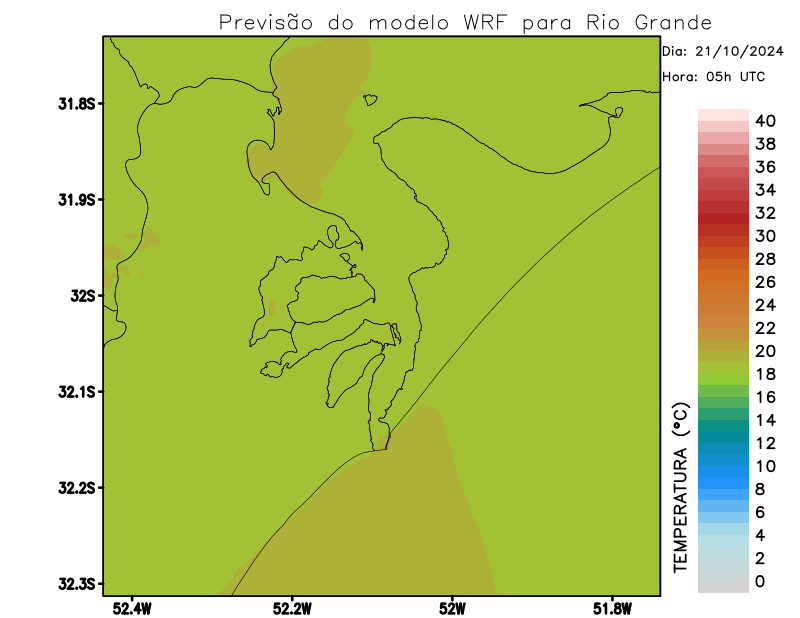 Previsão do modelo WRF para Rio Grande
Dia: 21/10/2024
Hora: 05h UTC
31.8S
31.9S
32S
32.1S
32.2S
32.3S
52.4W
52.2W
52W
51.8W
40
38
36
34
32
30
28
26
24
22
20
18
16
14
12
10
8
6
4
2
0
TEMPERATURA (ºC)